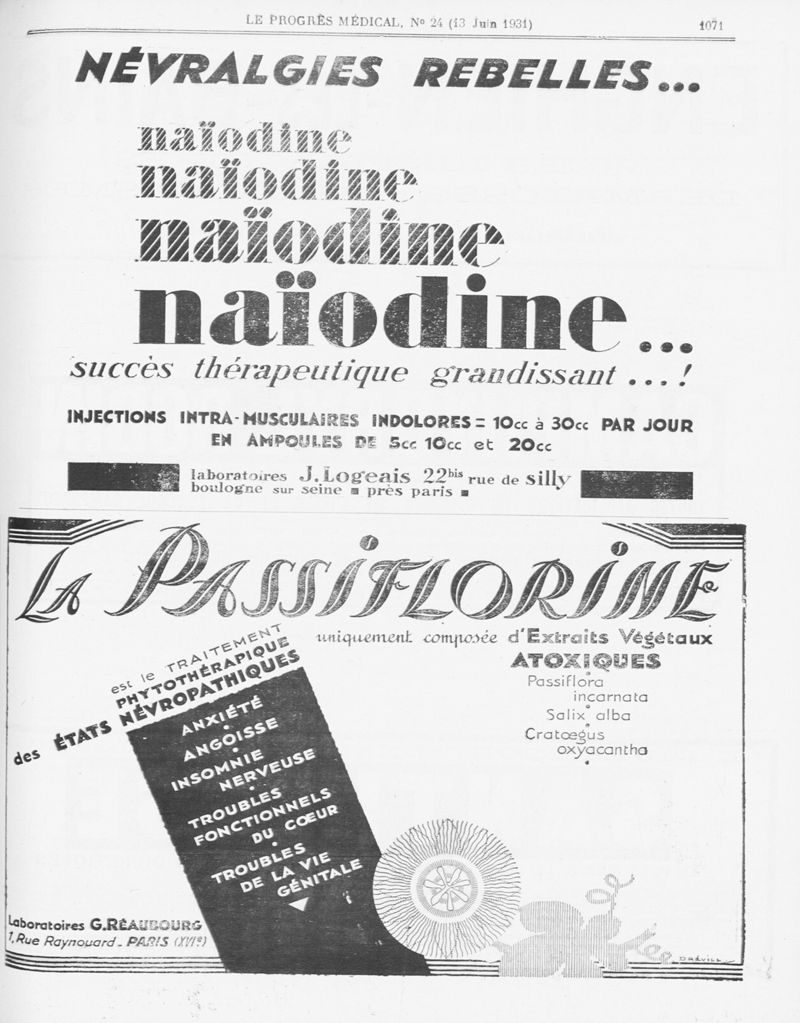 LE PROGRÈS MÉDICAL, No 24 (13 Juin 1931) 1071
NÉVRALGIES REBELLES...
naïodine
naïodine
naïodine
naïodine...
succès thérapeutique grandissant...!
INJECTIONS INTRA-MUSCULAIRES INDOLORES = 10cc à 30cc PAR JOUR
EN AMPOULES DE 5cc 10cc et 20cc
laboratoires J. Logeais 22bis rue de silly
boulogne sur seine ■ près paris ■
LA PASSIFLORINE
uniquement composée d'Extraits Végétaux
ATOXIQUES
Passiflora
incarnata
Salix alba
Cratœgus
oxyacantha
est le TRAITEMENT
PHYTOTHÉRAPIQUE
des ÉTATS NÉVROPATHIQUES
ANXIÉTÉ
ANGOISSE
INSOMNIE
NERVEUSE
TROUBLES
FONCTIONNELS
DU CŒUR
TROUBLES
DE LA VIE
GÉNITALE
Laboratoires G. RÉAUBOURG
1, Rue Raynouard - PARIS (XVIe)